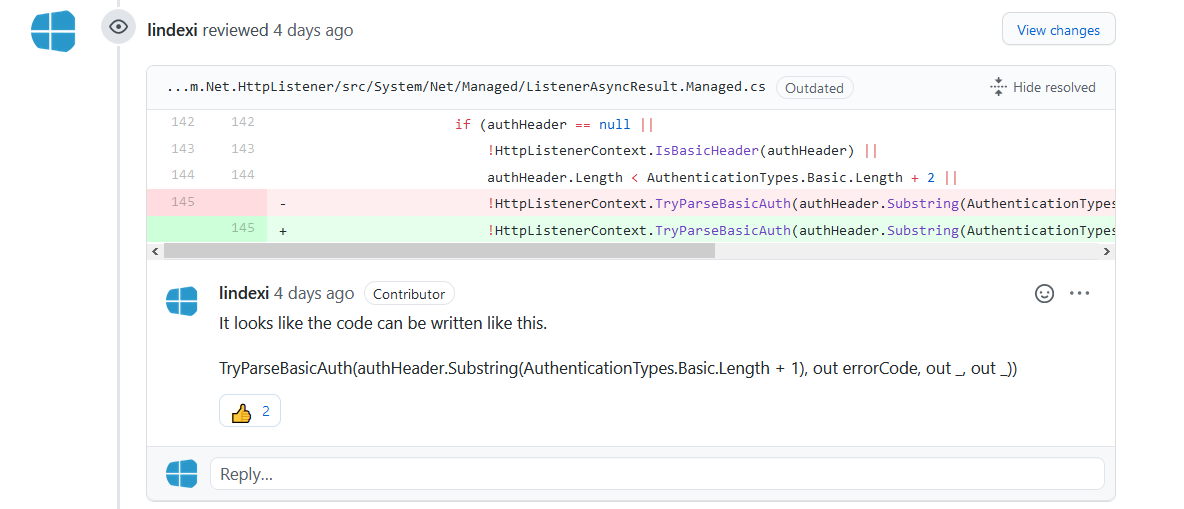 lindexi reviewed 4 days ago
View changes
...m.Net.HttpListener/src/System/Net/Managed/ListenerAsyncResult.Managed.cs Outdated Hide resolved
142 142 if (authHeader == null ||
143 143 !HttpListenerContext.IsBasicHeader(authHeader) ||
144 144 authHeader.Length < AuthenticationTypes.Basic.Length + 2 ||
145 - !HttpListenerContext.TryParseBasicAuth(authHeader.Substring(AuthenticationTypes
145 + !HttpListenerContext.TryParseBasicAuth(authHeader.Substring(AuthenticationTypes
lindexi 4 days ago Contributor
It looks like the code can be written like this.
TryParseBasicAuth(authHeader.Substring(AuthenticationTypes.Basic.Length + 1), out errorCode, out _, out _))
👍 2
Reply...